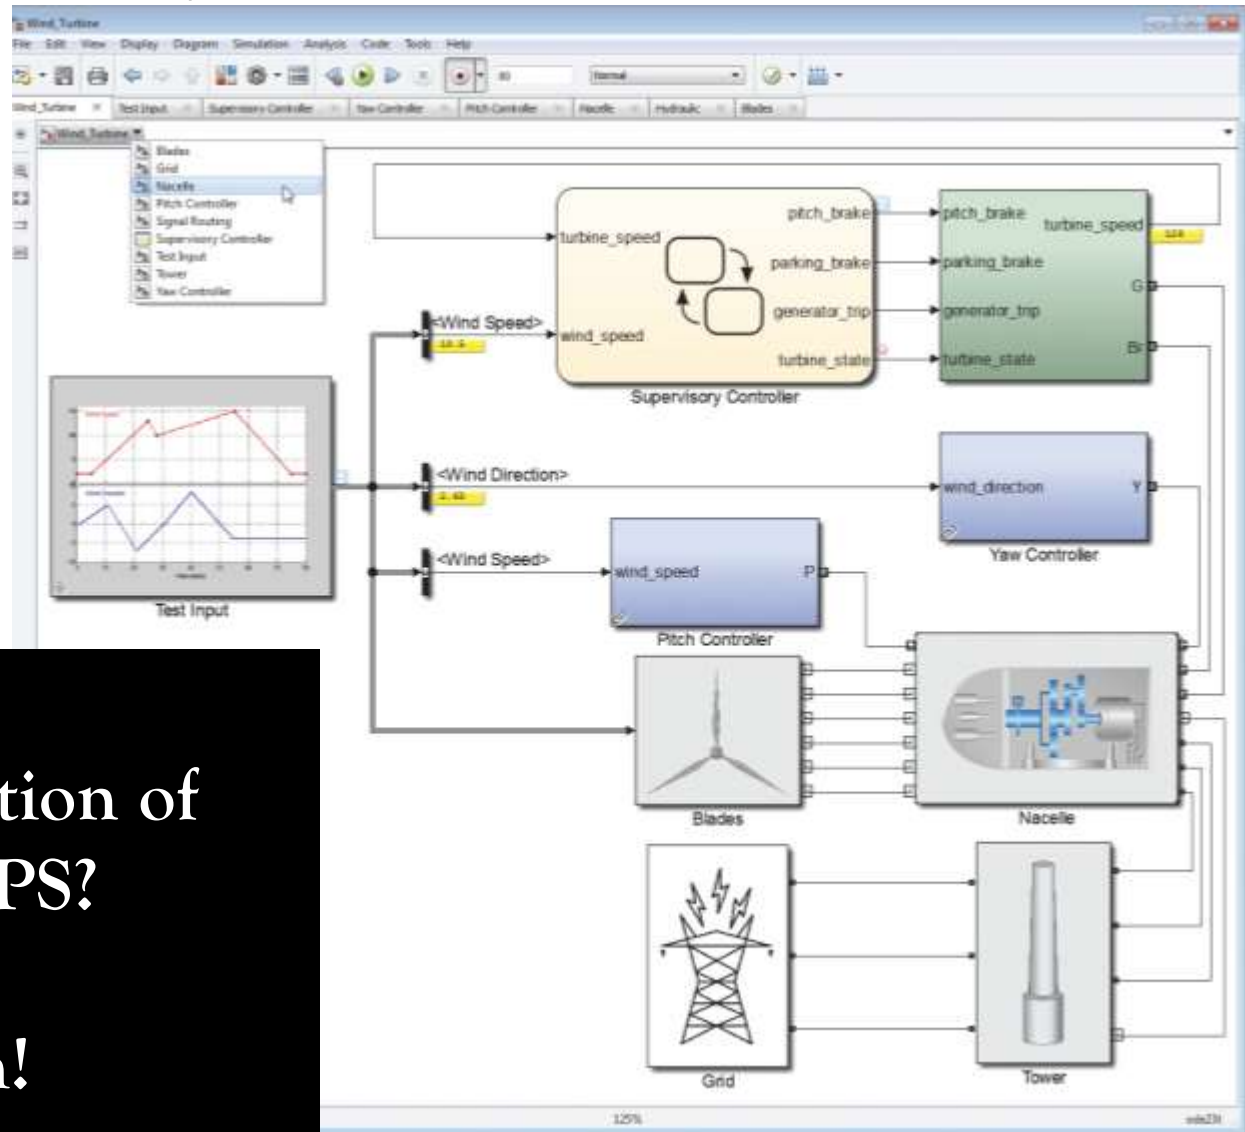 Wind_Turbine
File Edit View Display Diagram Simulation Analysis Code Tools Help
Normal
Wind_Turbine Test Input Supervisory Controller Yaw Controller Pitch Controller Nacelle Hydraulic Blades
Wind_Turbine
Blades
Grid
Nacelle
Pitch Controller
Signal Routing
Supervisory Controller
Test Input
Tower
Yaw Controller
turbine_speed
wind_speed
pitch_brake
parking_brake
generator_trip
turbine_state
Supervisory Controller
pitch_brake
parking_brake
generator_trip
turbine_state
turbine_speed
G
Br
<Wind Speed>
<Wind Direction>
<Wind Speed>
Test Input
wind_direction Y
Yaw Controller
wind_speed P
Pitch Controller
Blades
Nacelle
Grid
Tower
tion of
PS?
!
125%